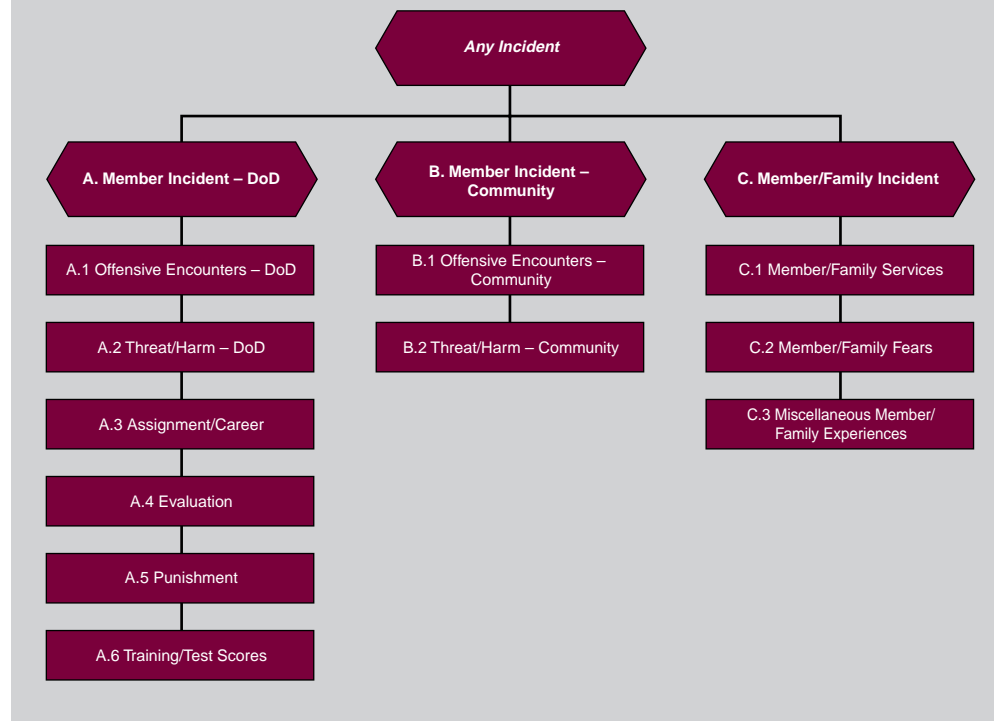 Any Incident
A. Member Incident – DoD
A.1 Offensive Encounters – DoD
A.2 Threat/Harm – DoD
A.3 Assignment/Career
A.4 Evaluation
A.5 Punishment
A.6 Training/Test Scores
B. Member Incident –
Community
B.1 Offensive Encounters –
Community
B.2 Threat/Harm – Community
C. Member/Family Incident
C.1 Member/Family Services
C.2 Member/Family Fears
C.3 Miscellaneous Member/
Family Experiences